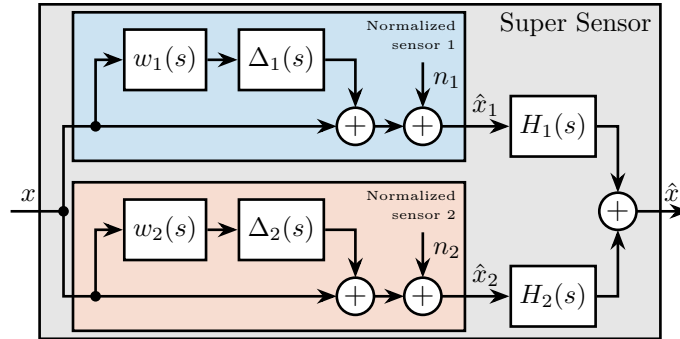 Super Sensor
Normalized
sensor 1
w₁(s)
Δ₁(s)
n₁
+
+
x̂₁
H₁(s)
x
Normalized
sensor 2
w₂(s)
Δ₂(s)
n₂
+
+
x̂₂
H₂(s)
+
x̂